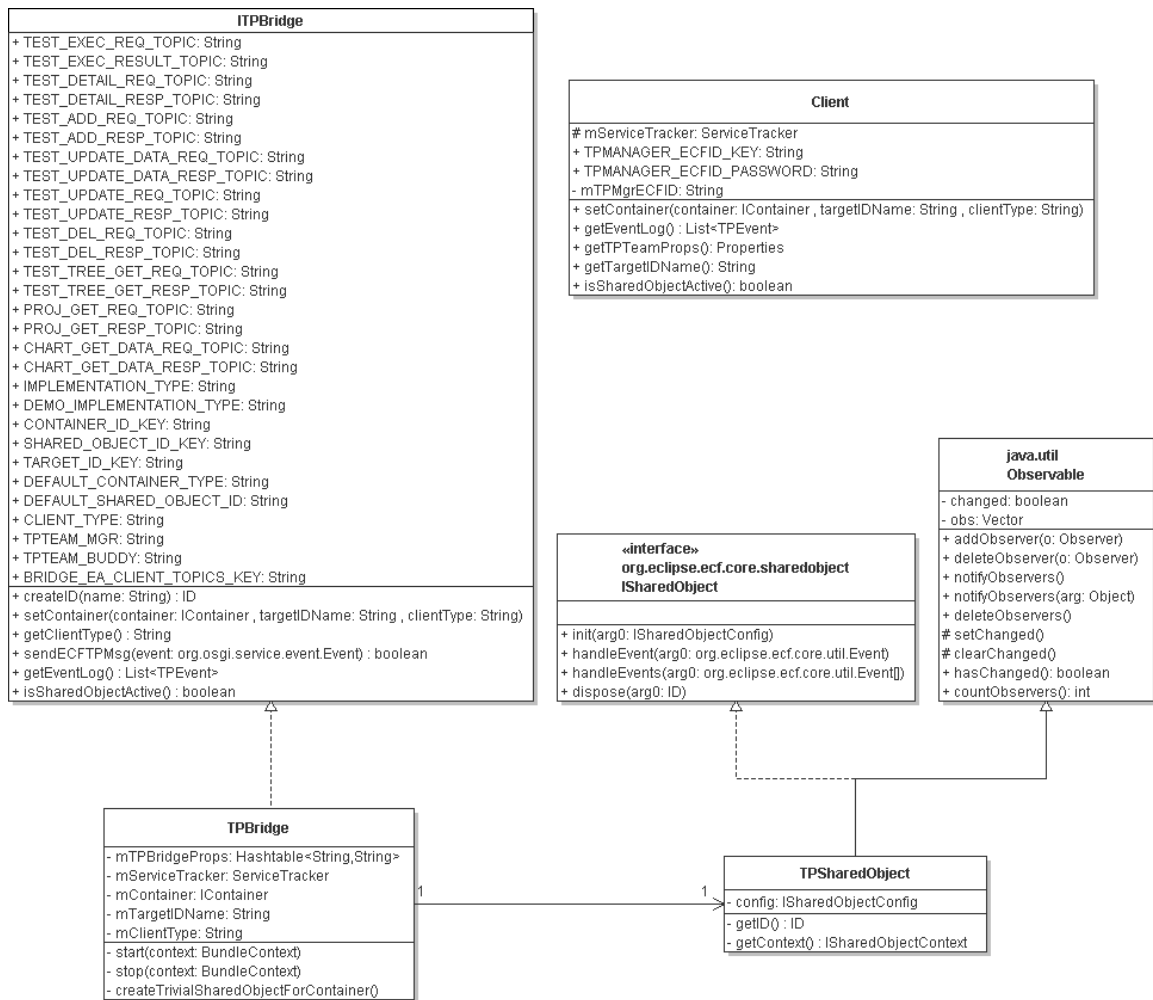 ITPBridge
+ TEST_EXEC_REQ_TOPIC: String
+ TEST_EXEC_RESULT_TOPIC: String
+ TEST_DETAIL_REQ_TOPIC: String
+ TEST_DETAIL_RESP_TOPIC: String
+ TEST_ADD_REQ_TOPIC: String
+ TEST_ADD_RESP_TOPIC: String
+ TEST_UPDATE_DATA_REQ_TOPIC: String
+ TEST_UPDATE_DATA_RESP_TOPIC: String
+ TEST_UPDATE_REQ_TOPIC: String
+ TEST_UPDATE_RESP_TOPIC: String
+ TEST_DEL_REQ_TOPIC: String
+ TEST_DEL_RESP_TOPIC: String
+ TEST_TREE_GET_REQ_TOPIC: String
+ TEST_TREE_GET_RESP_TOPIC: String
+ PROJ_GET_REQ_TOPIC: String
+ PROJ_GET_RESP_TOPIC: String
+ CHART_GET_DATA_REQ_TOPIC: String
+ CHART_GET_DATA_RESP_TOPIC: String
+ IMPLEMENTATION_TYPE: String
+ DEMO_IMPLEMENTATION_TYPE: String
+ CONTAINER_ID_KEY: String
+ SHARED_OBJECT_ID_KEY: String
+ TARGET_ID_KEY: String
+ DEFAULT_CONTAINER_TYPE: String
+ DEFAULT_SHARED_OBJECT_ID: String
+ CLIENT_TYPE: String
+ TPTEAM_MGR: String
+ TPTEAM_BUDDY: String
+ BRIDGE_EA_CLIENT_TOPICS_KEY: String
+ createID(name: String) : ID
+ setContainer(container: IContainer , targetIDName: String , clientType: String)
+ getClientType() : String
+ sendECFTPMsg(event: org.osgi.service.event.Event) : boolean
+ getEventLog() : List<TPEvent>
+ isSharedObjectActive() : boolean
Client
# mServiceTracker: ServiceTracker
+ TPMANAGER_ECFID_KEY: String
+ TPMANAGER_ECFID_PASSWORD: String
- mTPMgrECFID: String
+ setContainer(container: IContainer , targetIDName: String , clientType: String)
+ getEventLog() : List<TPEvent>
+ getTPTeamProps(): Properties
+ getTargetIDName(): String
+ isSharedObjectActive(): boolean
«interface»
org.eclipse.ecf.core.sharedobject
ISharedObject
+ init(arg0: ISharedObjectConfig)
+ handleEvent(arg0: org.eclipse.ecf.core.util.Event)
+ handleEvents(arg0: org.eclipse.ecf.core.util.Event[])
+ dispose(arg0: ID)
java.util
Observable
- changed: boolean
- obs: Vector
+ addObserver(o: Observer)
+ deleteObserver(o: Observer)
+ notifyObservers()
+ notifyObservers(arg: Object)
+ deleteObservers()
# setChanged()
# clearChanged()
+ hasChanged(): boolean
+ countObservers(): int
TPBridge
- mTPBridgeProps: Hashtable<String,String>
- mServiceTracker: ServiceTracker
- mContainer: IContainer
- mTargetIDName: String
- mClientType: String
- start(context: BundleContext)
- stop(context: BundleContext)
- createTrivialSharedObjectForContainer()
1
1
TPSharedObject
- config: ISharedObjectConfig
- getID() : ID
- getContext() : ISharedObjectContext